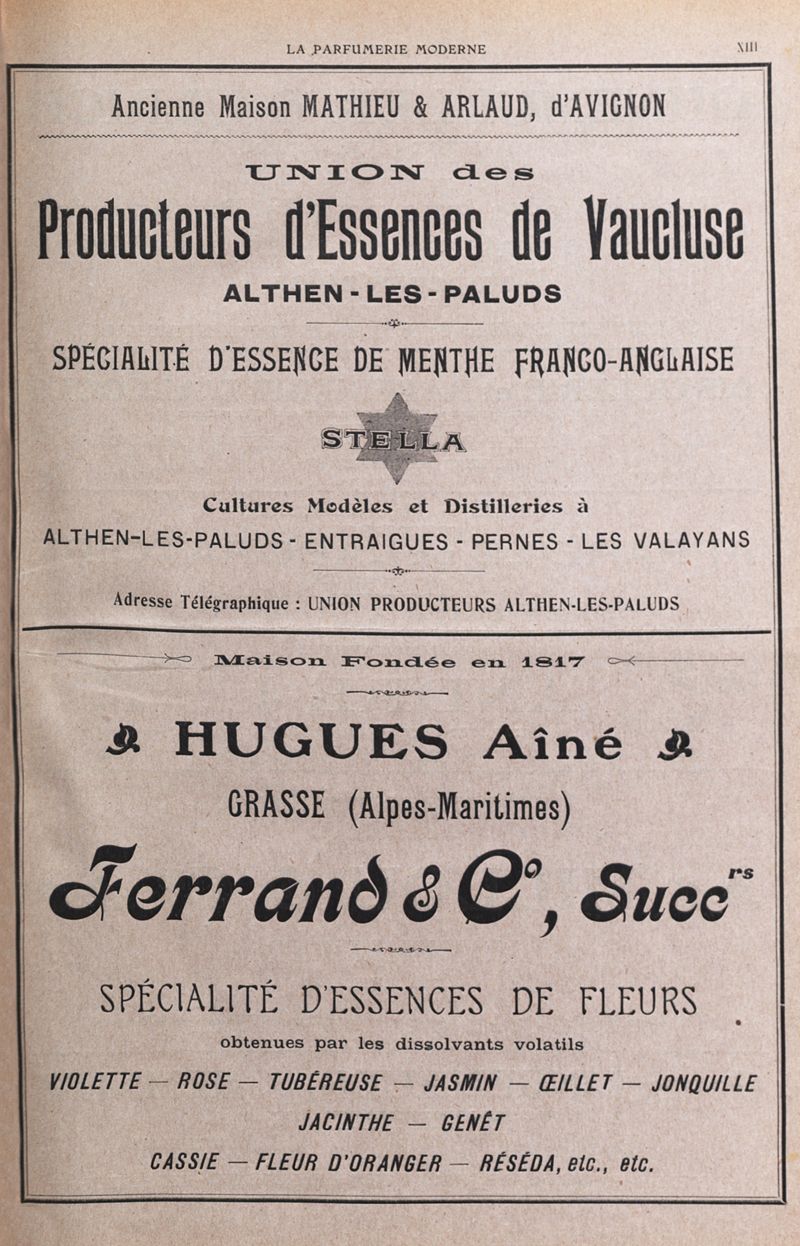 LA PARFUMERIE MODERNE
XIII
Ancienne Maison MATHIEU & ARLAUD, d'AVIGNON
UNION des
Producteurs d'Essences de Vaucluse
ALTHEN-LES-PALUDS
SPÉCIALITÉ D'ESSENCE DE MENTHE FRANCO-ANGLAISE
STELLA
Cultures Modèles et Distilleries à
ALTHEN-LES-PALUDS - ENTRAIGUES - PERNES - LES VALAYANS
Adresse Télégraphique : UNION PRODUCTEURS ALTHEN-LES-PALUDS
Maison Fondée en 1817
HUGUES Aîné
GRASSE (Alpes-Maritimes)
Ferrand & Cº, Succrs
SPÉCIALITÉ D'ESSENCES DE FLEURS
obtenues par les dissolvants volatils
VIOLETTE — ROSE — TUBÉREUSE — JASMIN — ŒILLET — JONQUILLE
JACINTHE — GENÊT
CASSIE — FLEUR D'ORANGER — RÉSÉDA, etc., etc.